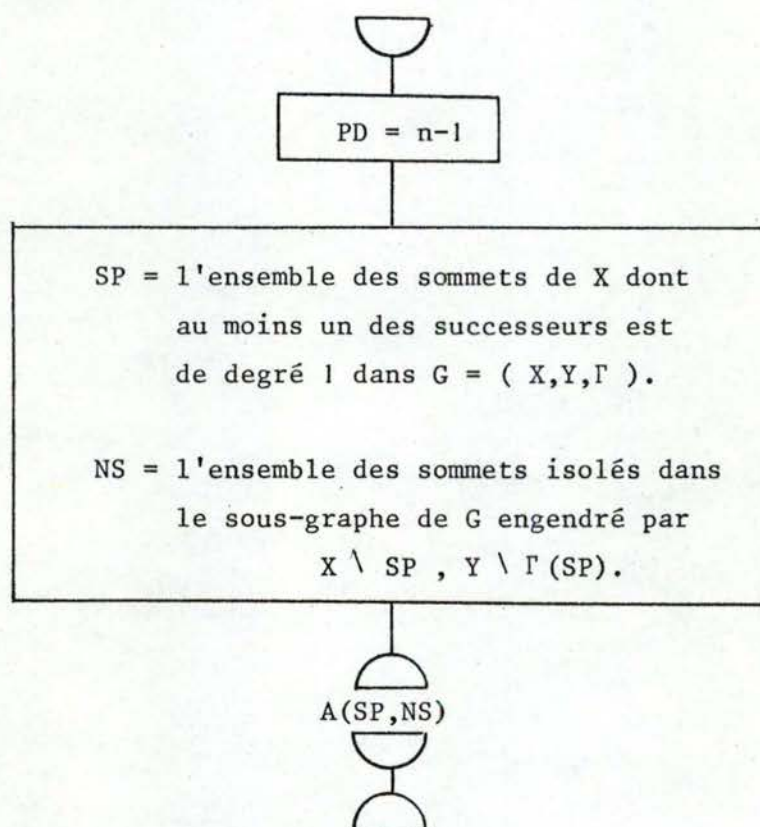 PD = n-1
SP = l'ensemble des sommets de X dont
au moins un des successeurs est
de degré 1 dans G = ( X,Y,Γ ).
NS = l'ensemble des sommets isolés dans
le sous-graphe de G engendré par
X \ SP , Y \ Γ(SP).
A(SP,NS)